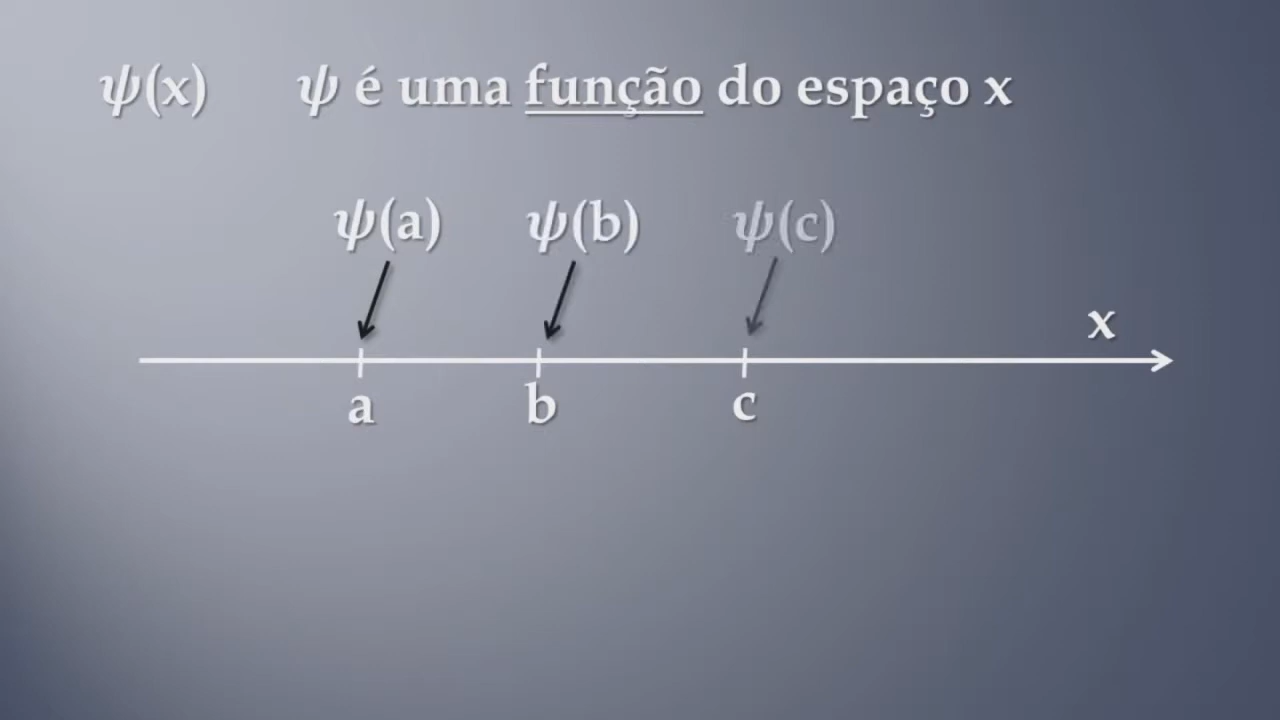 ψ(x) ψ é uma função do espaço x
ψ(a) ψ(b) ψ(c)
x
a b c